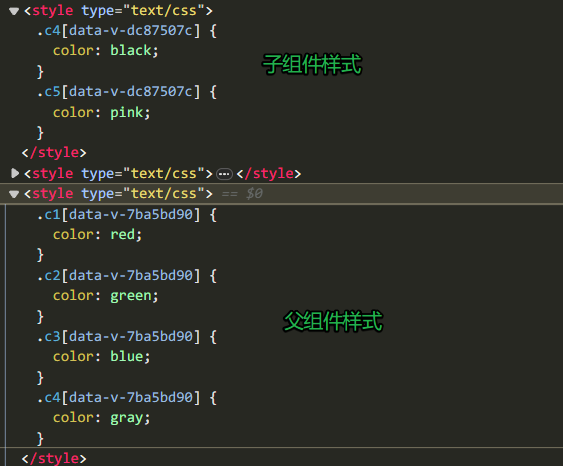 ▼<style type="text/css">
.c4[data-v-dc87507c] {
color: black;
}
子组件样式
.c5[data-v-dc87507c] {
color: pink;
}
</style>
▶<style type="text/css">⋯</style>
▼<style type="text/css"> == $0
.c1[data-v-7ba5bd90] {
color: red;
}
.c2[data-v-7ba5bd90] {
color: green;
}
父组件样式
.c3[data-v-7ba5bd90] {
color: blue;
}
.c4[data-v-7ba5bd90] {
color: gray;
}
</style>